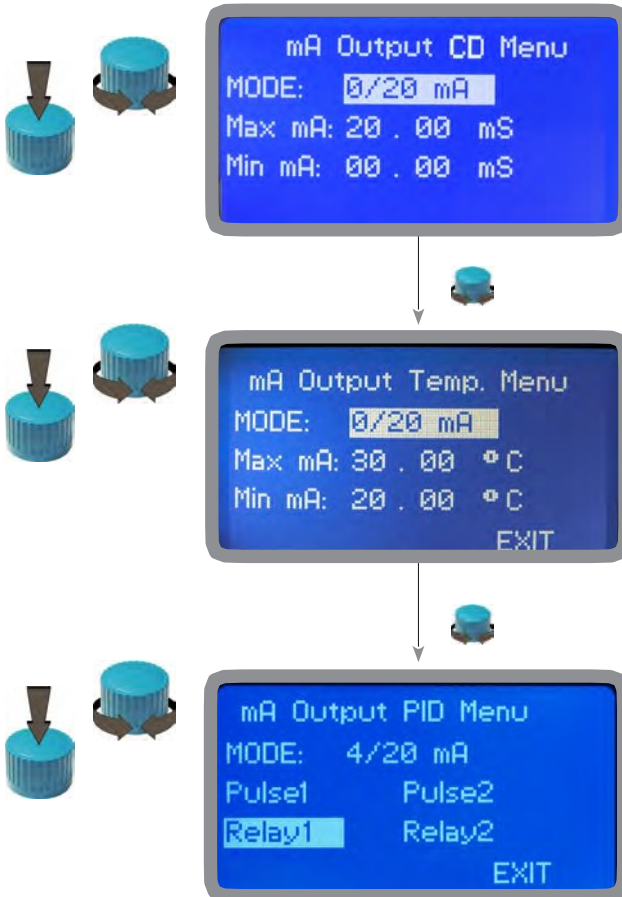 mA Output CD Menu
MODE: 0/20 mA
Max mA: 20 . 00 mS
Min mA: 00 . 00 mS
mA Output Temp. Menu
MODE: 0/20 mA
Max mA: 30 . 00 °C
Min mA: 20 . 00 °C
EXIT
mA Output PID Menu
MODE: 4/20 mA
Pulse1 Pulse2
Relay1 Relay2
EXIT